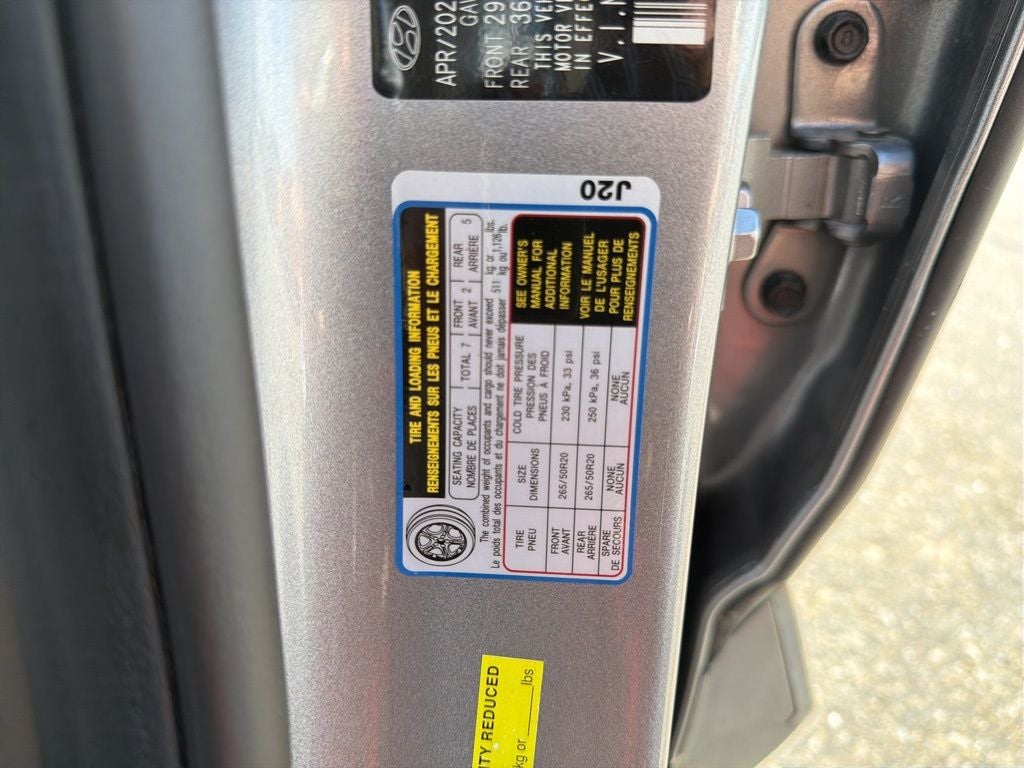 APR/202
GAV
FRONT 29
REAR 36
THIS VEH
MOTOR VE
IN EFFEC
V.I.N
J20
TIRE AND LOADING INFORMATION
RENSEIGNEMENTS SUR LES PNEUS ET LE CHARGEMENT
SEATING CAPACITY TOTAL 7 FRONT 2 REAR 5
NOMBRE DE PLACES AVANT ARRIÈRE
The combined weight of occupants and cargo should never exceed 511 kg or 1,126 lbs.
Le poids total des occupants et du chargement ne doit jamais dépasser kg ou lb.
TIRE SIZE COLD TIRE PRESSURE
PNEU DIMENSIONS PRESSION DES
PNEUS À FROID
FRONT 265/50R20 230 kPa, 33 psi
AVANT
REAR 265/50R20 250 kPa, 36 psi
ARRIERE
SPARE NONE NONE
DE SECOURS AUCUN AUCUN
SEE OWNER'S
MANUAL FOR
ADDITIONAL
INFORMATION
VOIR LE MANUEL
DE L'USAGER
POUR PLUS DE
RENSEIGNEMENTS
ITY REDUCED
kg or ______lbs